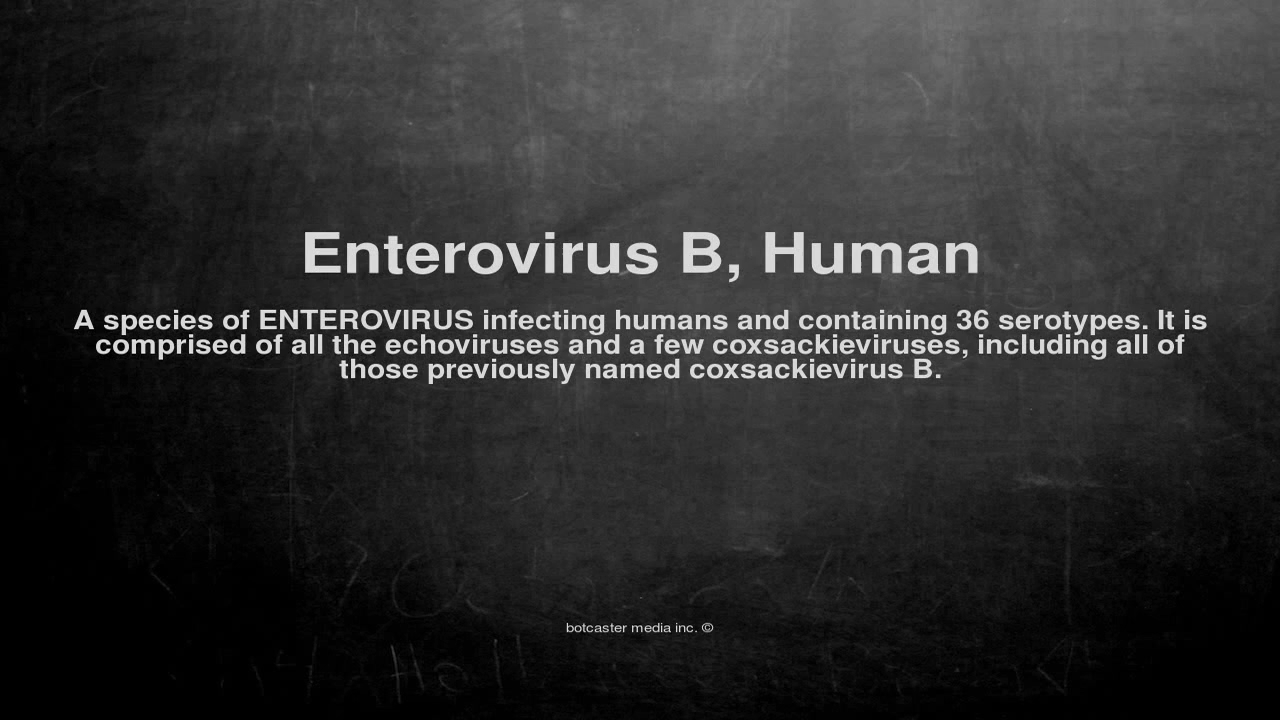 Enterovirus B, Human
A species of ENTEROVIRUS infecting humans and containing 36 serotypes. It is
comprised of all the echoviruses and a few coxsackieviruses, including all of
those previously named coxsackievirus B.
botcaster media inc. ©